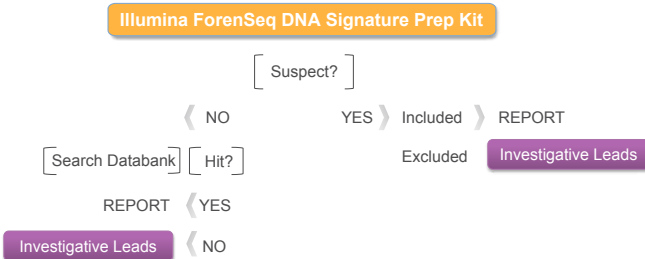 Illumina ForenSeq DNA Signature Prep Kit
Suspect?
NO YES Included REPORT
Search Databank Hit? Excluded Investigative Leads
REPORT YES
Investigative Leads NO